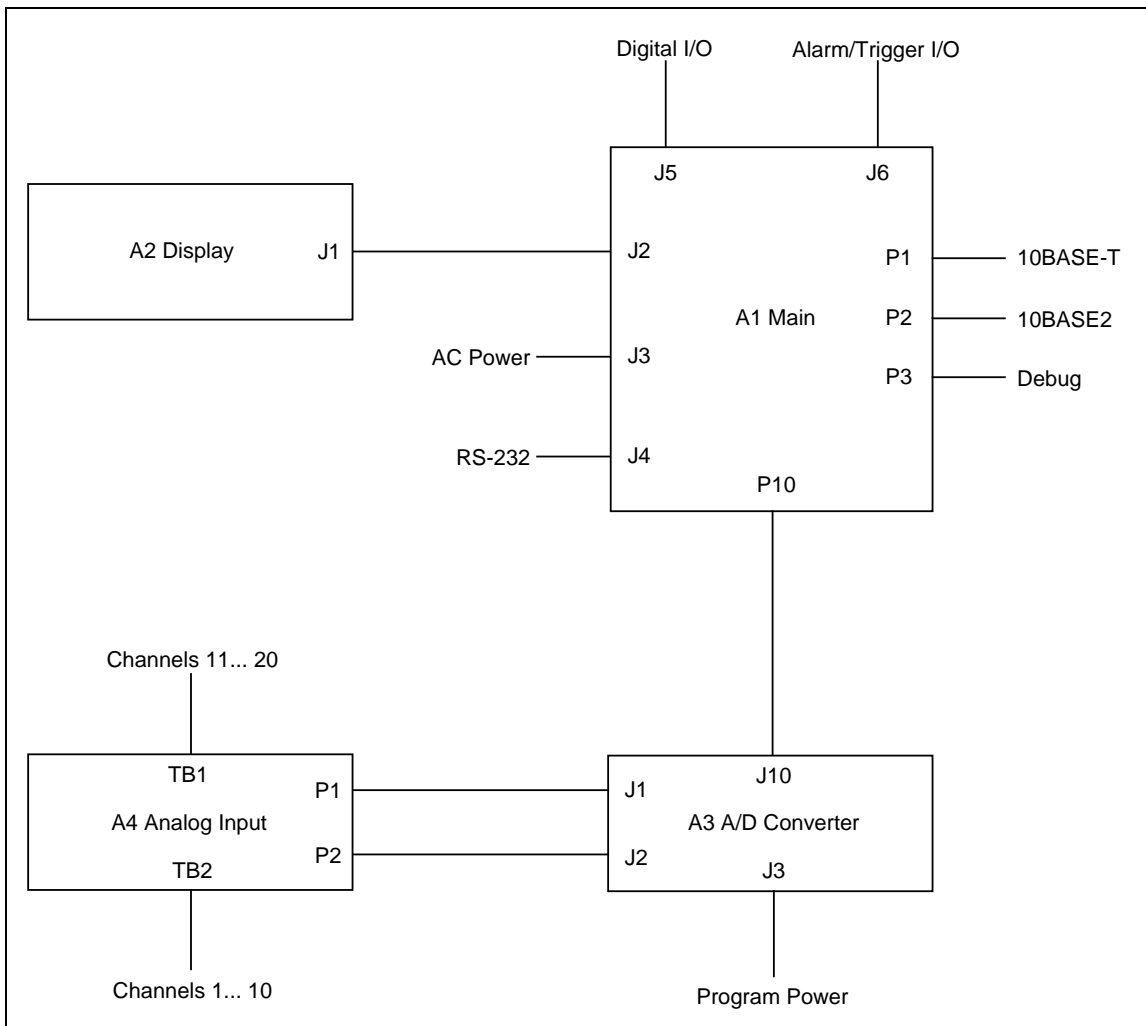 Digital I/O
Alarm/Trigger I/O
J5
J6
A2 Display
J1
J2
P1
10BASE-T
A1 Main
P2
10BASE2
AC Power
J3
P3
Debug
RS-232
J4
P10
Channels 11... 20
TB1
P1
A4 Analog Input
P2
TB2
J10
J1
A3 A/D Converter
J2
J3
Channels 1... 10
Program Power